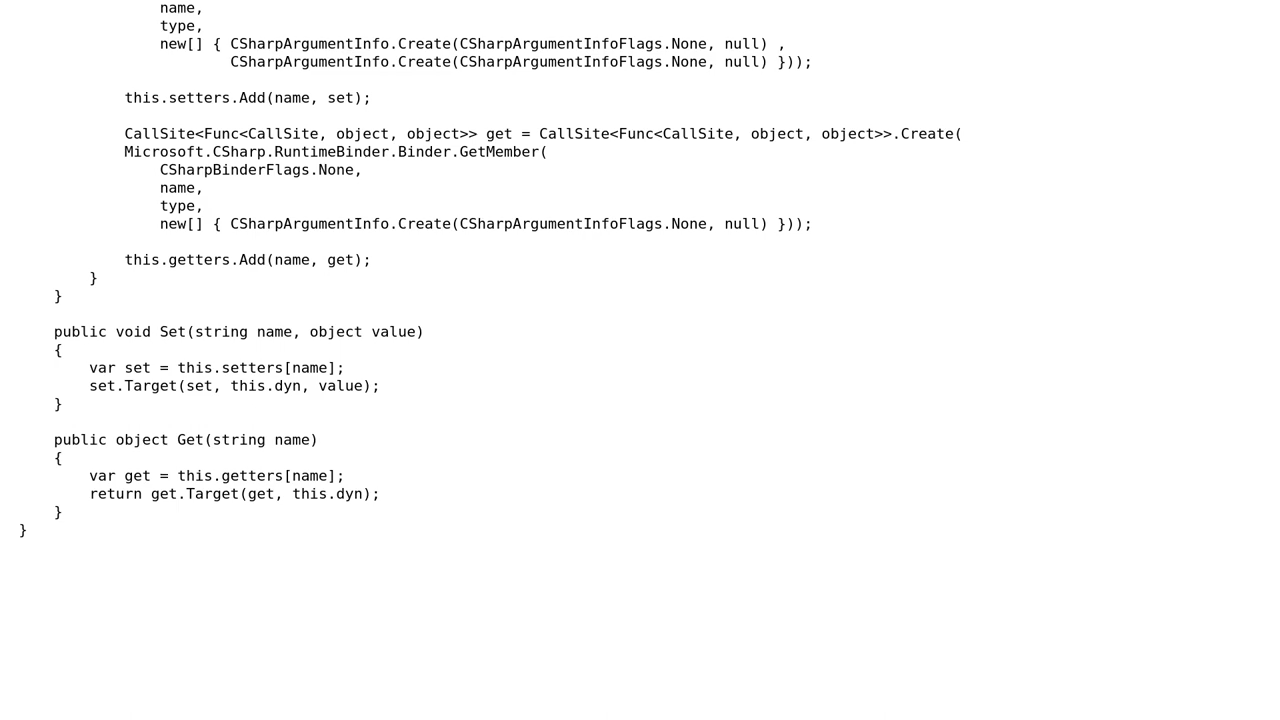 name,
                type,
                new[] { CSharpArgumentInfo.Create(CSharpArgumentInfoFlags.None, null) ,
                        CSharpArgumentInfo.Create(CSharpArgumentInfoFlags.None, null) }));

            this.setters.Add(name, set);

            CallSite<Func<CallSite, object, object>> get = CallSite<Func<CallSite, object, object>>.Create(
            Microsoft.CSharp.RuntimeBinder.Binder.GetMember(
                CSharpBinderFlags.None,
                name,
                type,
                new[] { CSharpArgumentInfo.Create(CSharpArgumentInfoFlags.None, null) }));

            this.getters.Add(name, get);
        }
    }

    public void Set(string name, object value)
    {
        var set = this.setters[name];
        set.Target(set, this.dyn, value);
    }

    public object Get(string name)
    {
        var get = this.getters[name];
        return get.Target(get, this.dyn);
    }
}